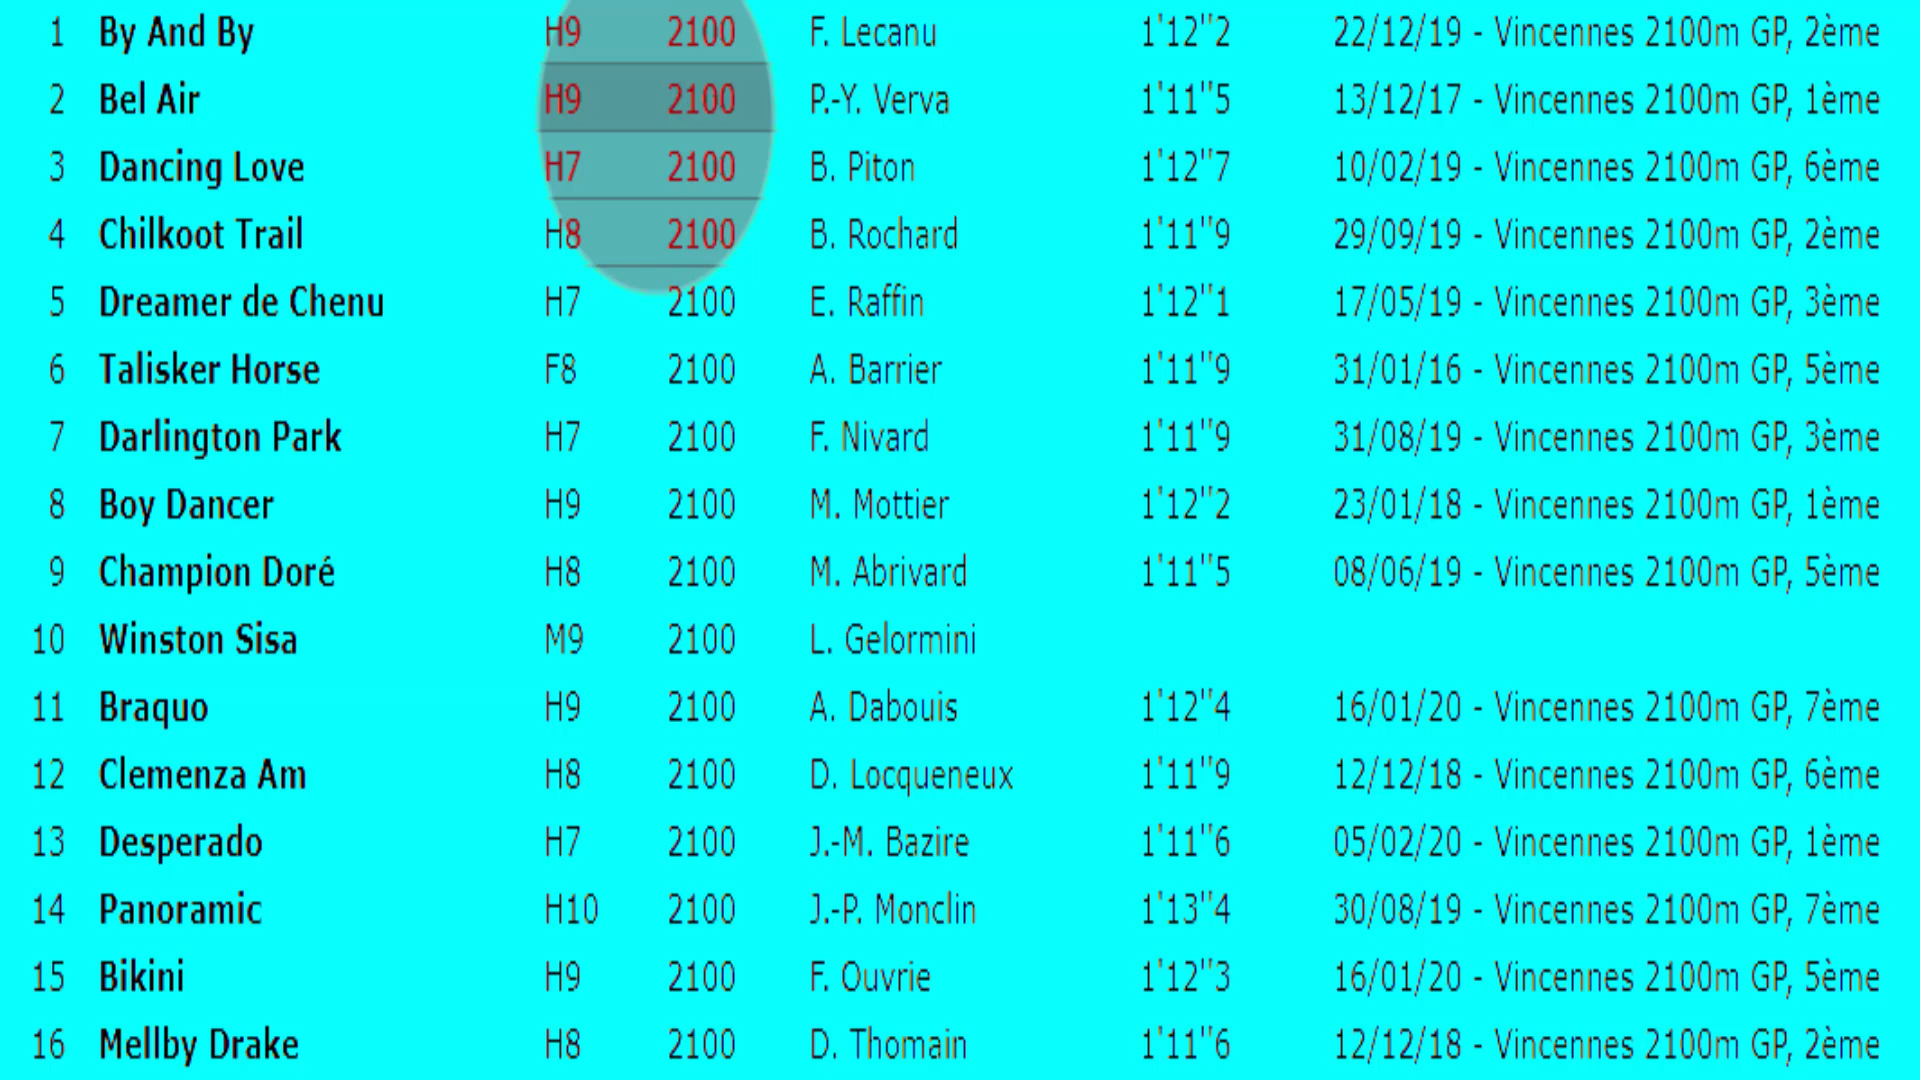 1 By And By H9 2100 F. Lecanu 1'12"2 22/12/19 - Vincennes 2100m GP, 2ème
2 Bel Air H9 2100 P.-Y. Verva 1'11"5 13/12/17 - Vincennes 2100m GP, 1ème
3 Dancing Love H7 2100 B. Piton 1'12"7 10/02/19 - Vincennes 2100m GP, 6ème
4 Chilkoot Trail H8 2100 B. Rochard 1'11"9 29/09/19 - Vincennes 2100m GP, 2ème
5 Dreamer de Chenu H7 2100 E. Raffin 1'12"1 17/05/19 - Vincennes 2100m GP, 3ème
6 Talisker Horse F8 2100 A. Barrier 1'11"9 31/01/16 - Vincennes 2100m GP, 5ème
7 Darlington Park H7 2100 F. Nivard 1'11"9 31/08/19 - Vincennes 2100m GP, 3ème
8 Boy Dancer H9 2100 M. Mottier 1'12"2 23/01/18 - Vincennes 2100m GP, 1ème
9 Champion Doré H8 2100 M. Abrivard 1'11"5 08/06/19 - Vincennes 2100m GP, 5ème
10 Winston Sisa M9 2100 L. Gelormini
11 Braquo H9 2100 A. Dabouis 1'12"4 16/01/20 - Vincennes 2100m GP, 7ème
12 Clemenza Am H8 2100 D. Locqueneux 1'11"9 12/12/18 - Vincennes 2100m GP, 6ème
13 Desperado H7 2100 J.-M. Bazire 1'11"6 05/02/20 - Vincennes 2100m GP, 1ème
14 Panoramic H10 2100 J.-P. Monclin 1'13"4 30/08/19 - Vincennes 2100m GP, 7ème
15 Bikini H9 2100 F. Ouvrie 1'12"3 16/01/20 - Vincennes 2100m GP, 5ème
16 Mellby Drake H8 2100 D. Thomain 1'11"6 12/12/18 - Vincennes 2100m GP, 2ème